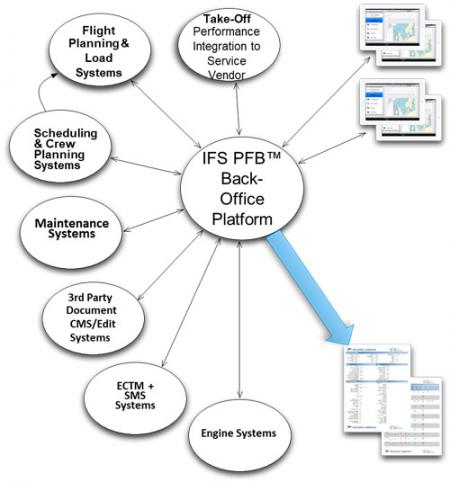 Flight
Planning &
Load
Systems
Take-Off
Performance
Integration to
Service
Vendor
Scheduling
& Crew
Planning
Systems
IFS PFB™
Back-
Office
Platform
Maintenance
Systems
3rd Party
Document
CMS/Edit
Systems
ECTM +
SMS
Systems
Engine Systems